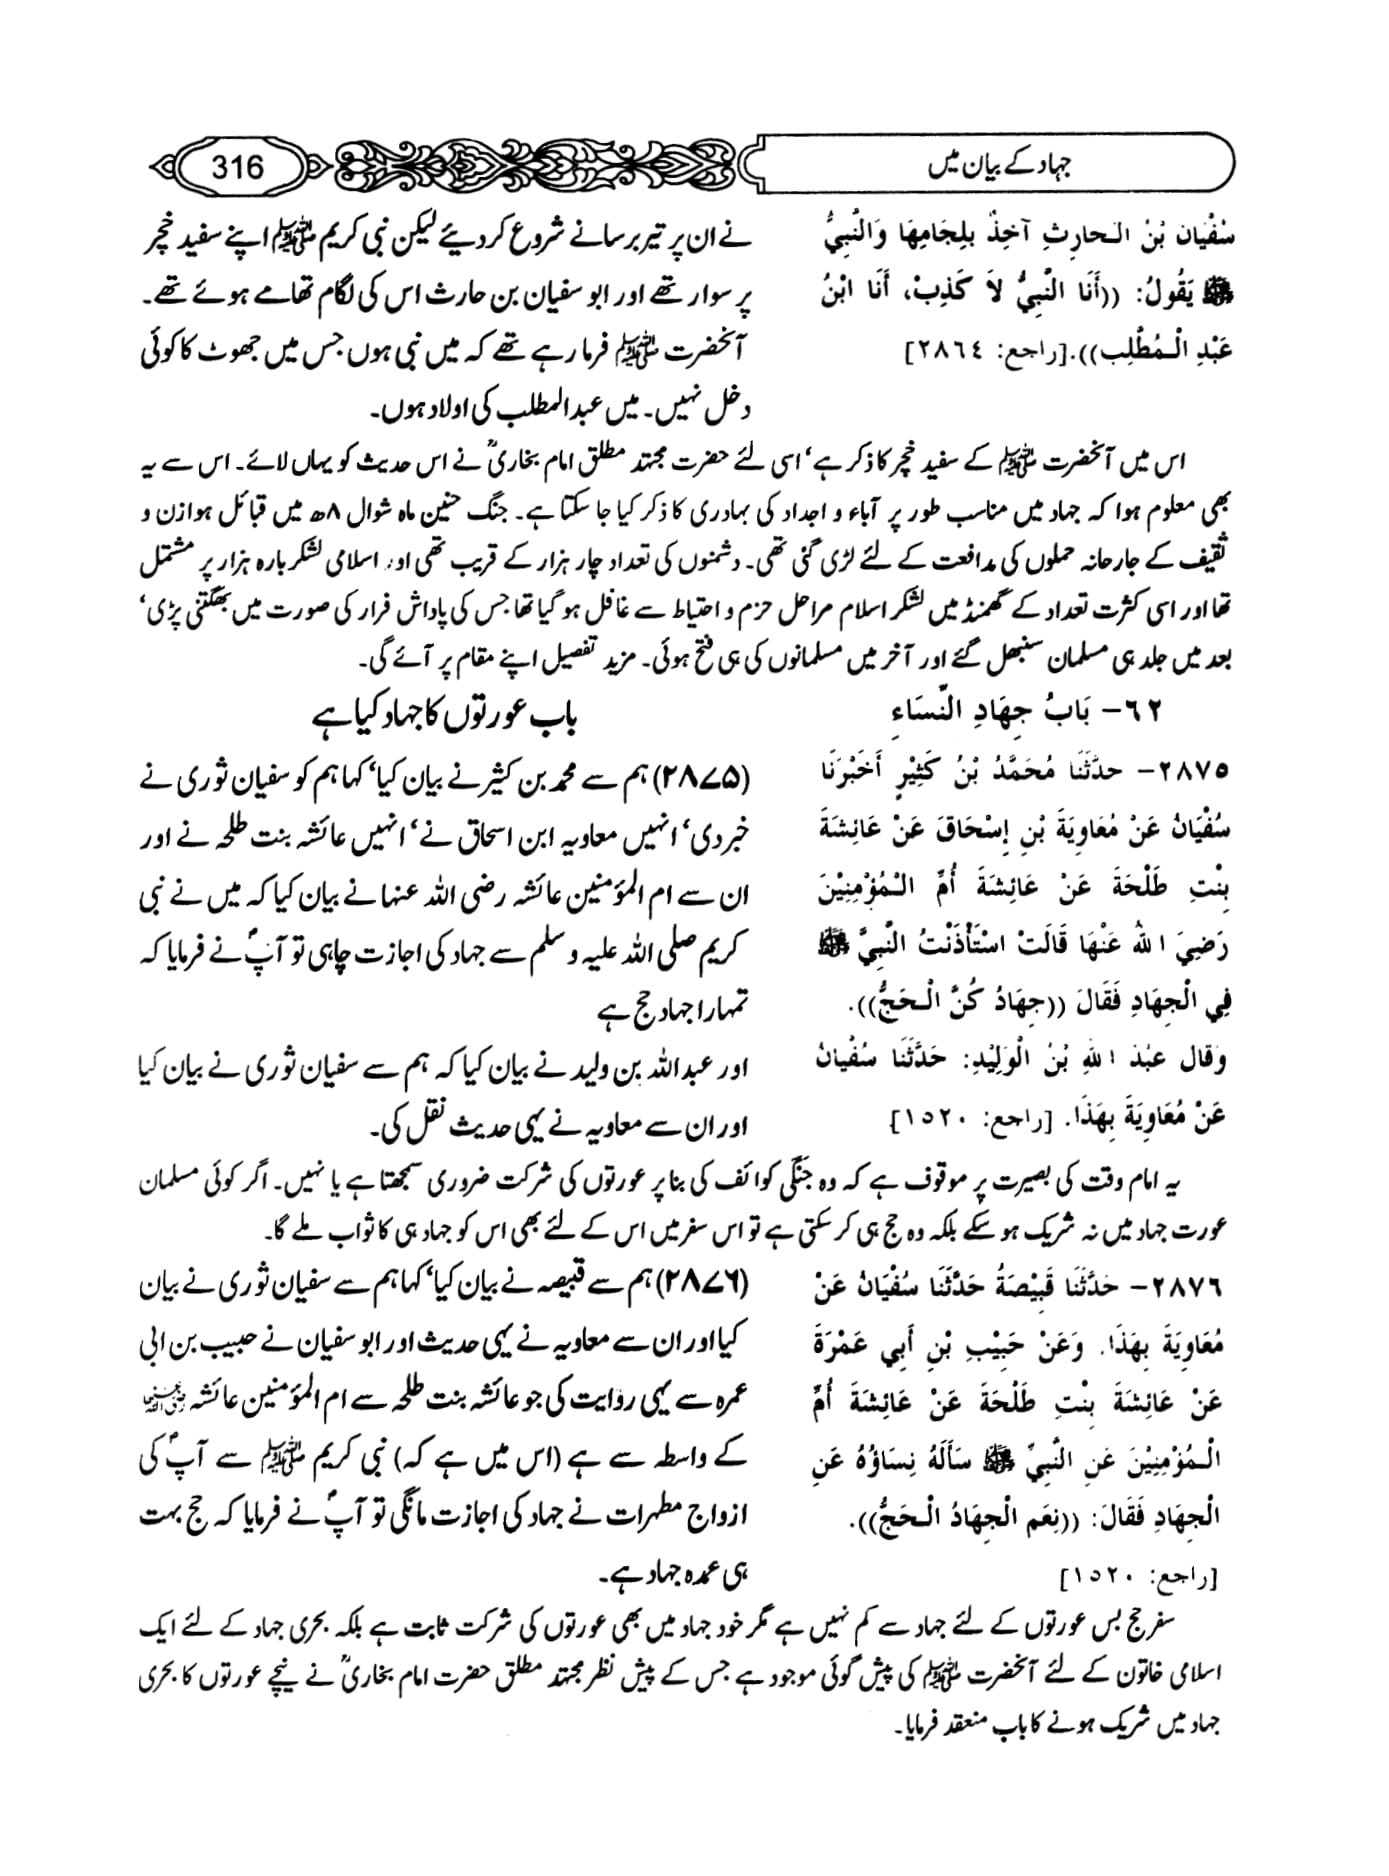 جہاد کے بیان میں
316
سُفْيَان بْنُ الـحارِثِ آخِذٌ بلِجَامِهَا وَالنَّبيُّ
ﷺ يَقُولُ: ((أَنَا النَّبيُّ لاَ كَذِبْ، أَنَا ابْنُ
عَبْدِ الْـمُطَّلِب)).[راجع: ٢٨٦٤]
نے ان پر تیر برسانے شروع کر دیئے لیکن نبی کریم ﷺ اپنے سفید خچر
پر سوار تھے اور ابو سفیان بن حارث اس کی لگام تھامے ہوئے تھے۔
آنحضرت ﷺ فرما رہے تھے کہ میں نبی ہوں جس میں جھوٹ کا کوئی
دخل نہیں۔ میں عبدالمطلب کی اولاد ہوں۔
اس میں آنحضرت ﷺ کے سفید خچر کا ذکر ہے‘ اسی لئے حضرت مجتہد مطلق امام بخاریؒ نے اس حدیث کو یہاں لائے۔ اس سے یہ
بھی معلوم ہوا کہ جہاد میں مناسب طور پر آباء و اجداد کی بہادری کا ذکر کیا جا سکتا ہے۔ جنگ حنین ماہ شوال ۸ھ میں قبائل ہوازن و
ثقیف کے جارحانہ حملوں کی مدافعت کے لئے لڑی گئی تھی۔ دشمنوں کی تعداد چار ہزار کے قریب تھی اور اسلامی لشکر بارہ ہزار پر مشتمل
تھا اور اسی کثرت تعداد کے گھمنڈ میں لشکر اسلام مراحل حزم و احتیاط سے غافل ہو گیا تھا جس کی پاداش فرار کی صورت میں بھگتنی پڑی‘
بعد میں جلد ہی مسلمان سنبھل گئے اور آخر میں مسلمانوں کی ہی فتح ہوئی۔ مزید تفصیل اپنے مقام پر آئے گی۔
٦٢- بَابُ جِهَادِ النِّسَاءِ
باب عورتوں کا جہاد کیا ہے
٢٨٧٥- حدَّثَنَا مُحَمَّدُ بْنُ كَثِيْرٍ أَخْبَرَنَا
سُفْيَانُ عَنْ مُعَاوِيَةَ بْنِ إِسْحَاقَ عَنْ عَائِشَةَ
بِنْتِ طَلْحَةَ عَنْ عَائِشَةَ أُمِّ الْـمُؤْمِنِيْنَ
رَضِيَ اللهُ عَنْهَا قَالَتْ اسْتَأْذَنْتُ النَّبِيَّ ﷺ
فِي الْجِهَادِ فَقَالَ ((جِهَادُ كُنَّ الْـحَجُّ)).
وَقال عبْدُ اللهِ بْنُ الْوَلِيْدِ: حَدَّثَنَا سُفْيَانُ
عَنْ مُعَاوِيَةَ بِهَذَا. [راجع: ١٥٢٠]
(۲۸۷۵) ہم سے محمد بن کثیر نے بیان کیا‘ کہا ہم کو سفیان ثوری نے
خبر دی‘ انہیں معاویہ ابن اسحاق نے‘ انہیں عائشہ بنت طلحہ نے اور
ان سے ام المؤمنین عائشہ رضی اللہ عنہا نے بیان کیا کہ میں نے نبی
کریم صلی اللہ علیہ و سلم سے جہاد کی اجازت چاہی تو آپؐ نے فرمایا کہ
تمہارا جہاد حج ہے
اور عبداللہ بن ولید نے بیان کیا کہ ہم سے سفیان ثوری نے بیان کیا
اور ان سے معاویہ نے یہی حدیث نقل کی۔
یہ امام وقت کی بصیرت پر موقوف ہے کہ وہ جنگی کوائف کی بنا پر عورتوں کی شرکت ضروری سمجھتا ہے یا نہیں۔ اگر کوئی مسلمان
عورت جہاد میں نہ شریک ہو سکے بلکہ وہ حج ہی کر سکتی ہے تو اس سفر میں اس کے لئے بھی اس کو جہاد ہی کا ثواب ملے گا۔
٢٨٧٦- حَدَّثَنَا قَبِيْصَةُ حَدَّثَنَا سُفْيَانُ عَنْ
مُعَاوِيَةَ بِهَذَا. وَعَنْ حَبِيْبِ بْنِ أَبِي عَمْرَةَ
عَنْ عَائِشَةَ بِنْتِ طَلْحَةَ عَنْ عَائِشَةَ أُمِّ
الْـمُؤْمِنِيْنَ عَنِ النَّبِيِّ ﷺ سَأَلَهُ نِسَاؤُهُ عَنِ
الْجِهَادِ فَقَالَ: ((نِعَم الْجِهَادُ الْـحَجُّ)).
[راجع: ١٥٢٠]
(۲۸۷۶) ہم سے قبیصہ نے بیان کیا‘ کہا ہم سے سفیان ثوری نے بیان
کیا اور ان سے معاویہ نے یہی حدیث اور ابو سفیان نے حبیب بن ابی
عمرہ سے یہی روایت کی جو عائشہ بنت طلحہ سے ام المؤمنین عائشہ رضی اللہ عنہا
کے واسطہ سے ہے (اس میں ہے کہ) نبی کریم ﷺ سے آپؐ کی
ازواج مطہرات نے جہاد کی اجازت مانگی تو آپؐ نے فرمایا کہ حج بہت
ہی عمدہ جہاد ہے۔
سفر حج بس عورتوں کے لئے جہاد سے کم نہیں ہے مگر خود جہاد میں بھی عورتوں کی شرکت ثابت ہے بلکہ بحری جہاد کے لئے ایک
اسلامی خاتون کے لئے آنحضرت ﷺ کی پیش گوئی موجود ہے جس کے پیش نظر مجتہد مطلق حضرت امام بخاریؒ نے نیچے عورتوں کا بحری
جہاد میں شریک ہونے کا باب منعقد فرمایا۔